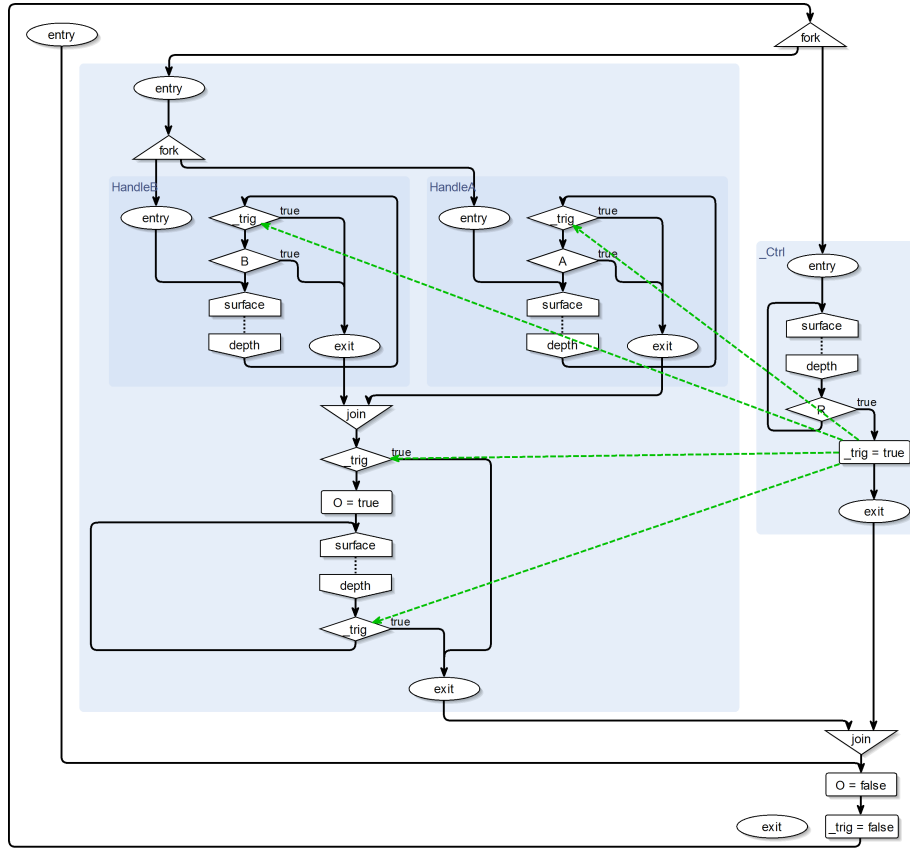 entry
fork
entry
fork
HandleB
HandleA
_Ctrl
entry
_trig
true
entry
_trig
true
entry
B
true
A
true
surface
surface
surface
depth
exit
depth
exit
depth
R
true
join
_trig
true
_trig = true
O = true
exit
surface
depth
_trig
true
exit
join
O = false
exit
_trig = false